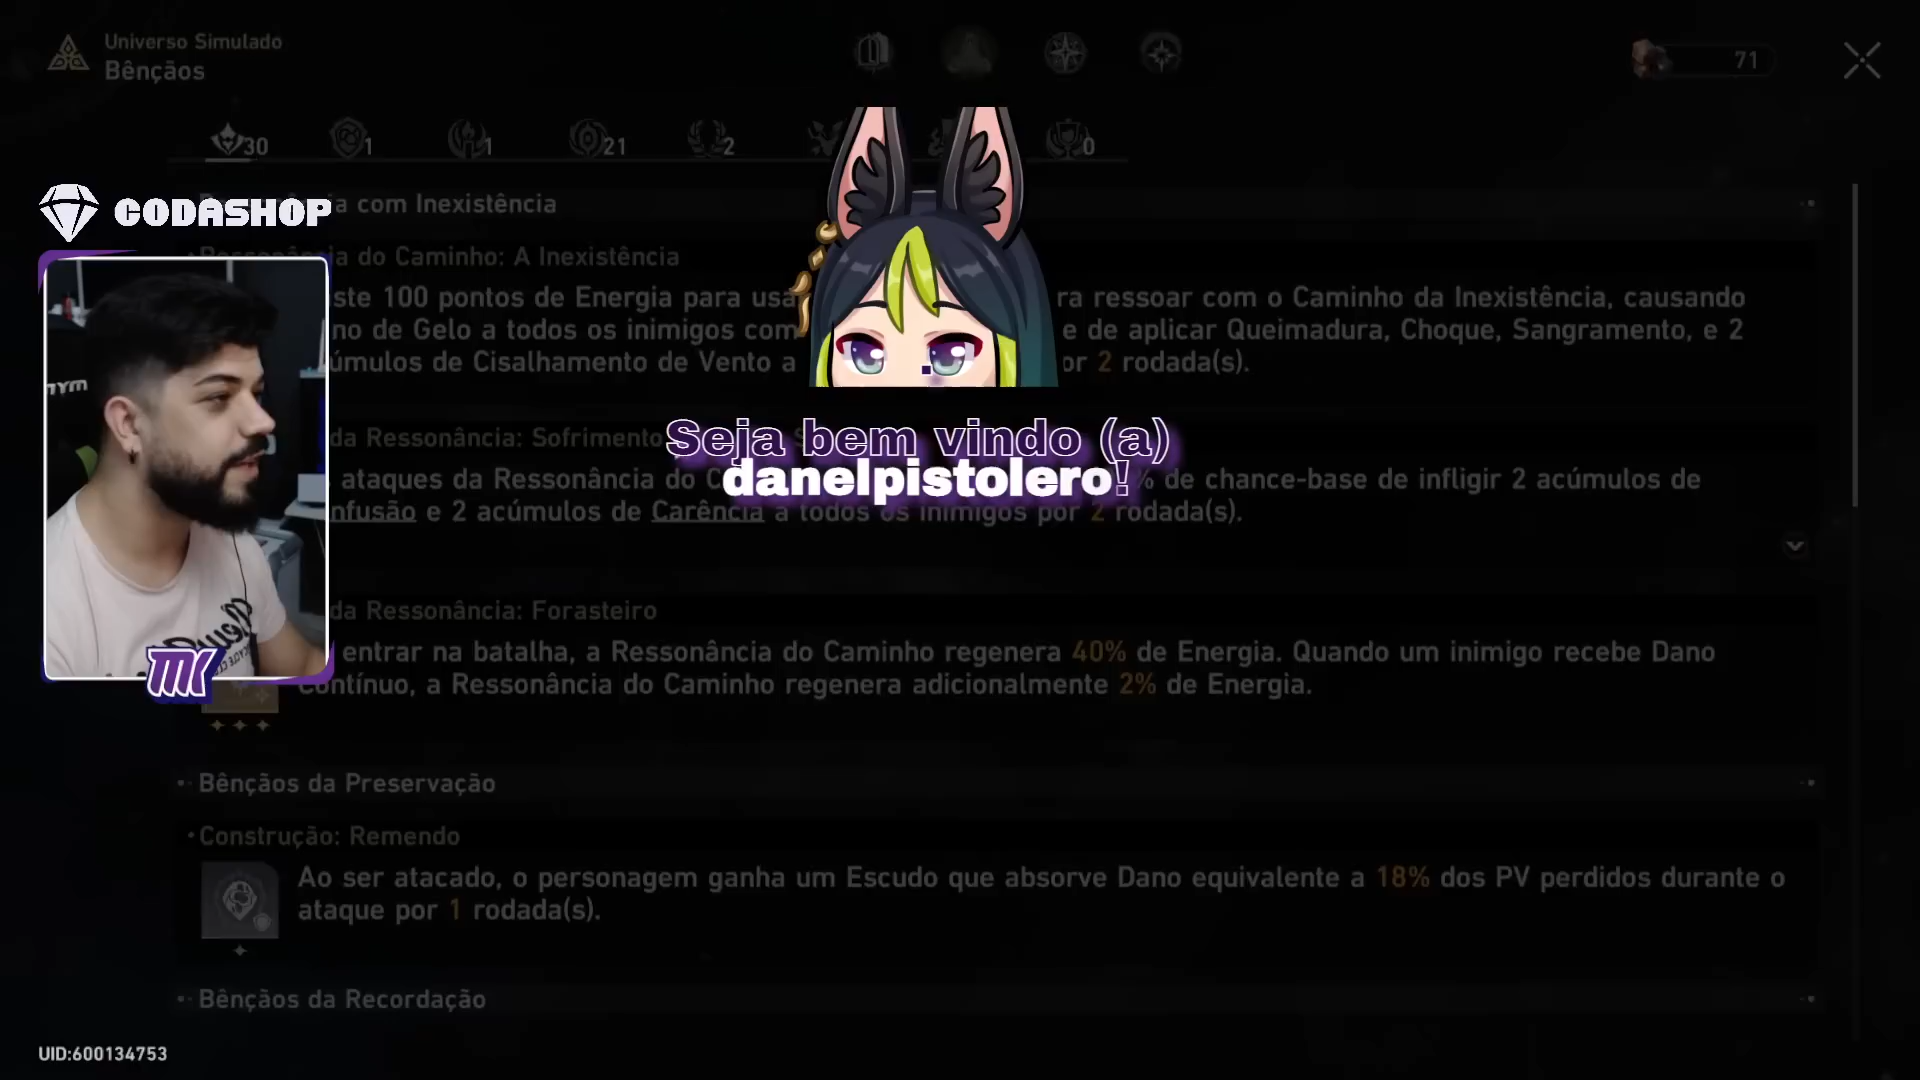 Universo Simulado
Bênçãos
71
30
1
1
21
2
0
CODASHOP
a com Inexistência
do Caminho: A Inexistência
ste 100 pontos de Energia para usa ra ressoar com o Caminho da Inexistência, causando
no de Gelo a todos os inimigos com e de aplicar Queimadura, Choque, Sangramento, e 2
úmulos de Cisalhamento de Vento a or 2 rodada(s).
Seja bem vindo (a)
danelpistolero!
da Ressonância: Sofrimento
ataques da Ressonância do C % de chance-base de infligir 2 acúmulos de
nfusão e 2 acúmulos de Carência a todos os inimigos por 2 rodada(s).
da Ressonância: Forasteiro
entrar na batalha, a Ressonância do Caminho regenera 40% de Energia. Quando um inimigo recebe Dano
contínuo, a Ressonância do Caminho regenera adicionalmente 2% de Energia.
MK
Bênçãos da Preservação
Construção: Remendo
Ao ser atacado, o personagem ganha um Escudo que absorve Dano equivalente a 18% dos PV perdidos durante o
ataque por 1 rodada(s).
Bênçãos da Recordação
UID:600134753